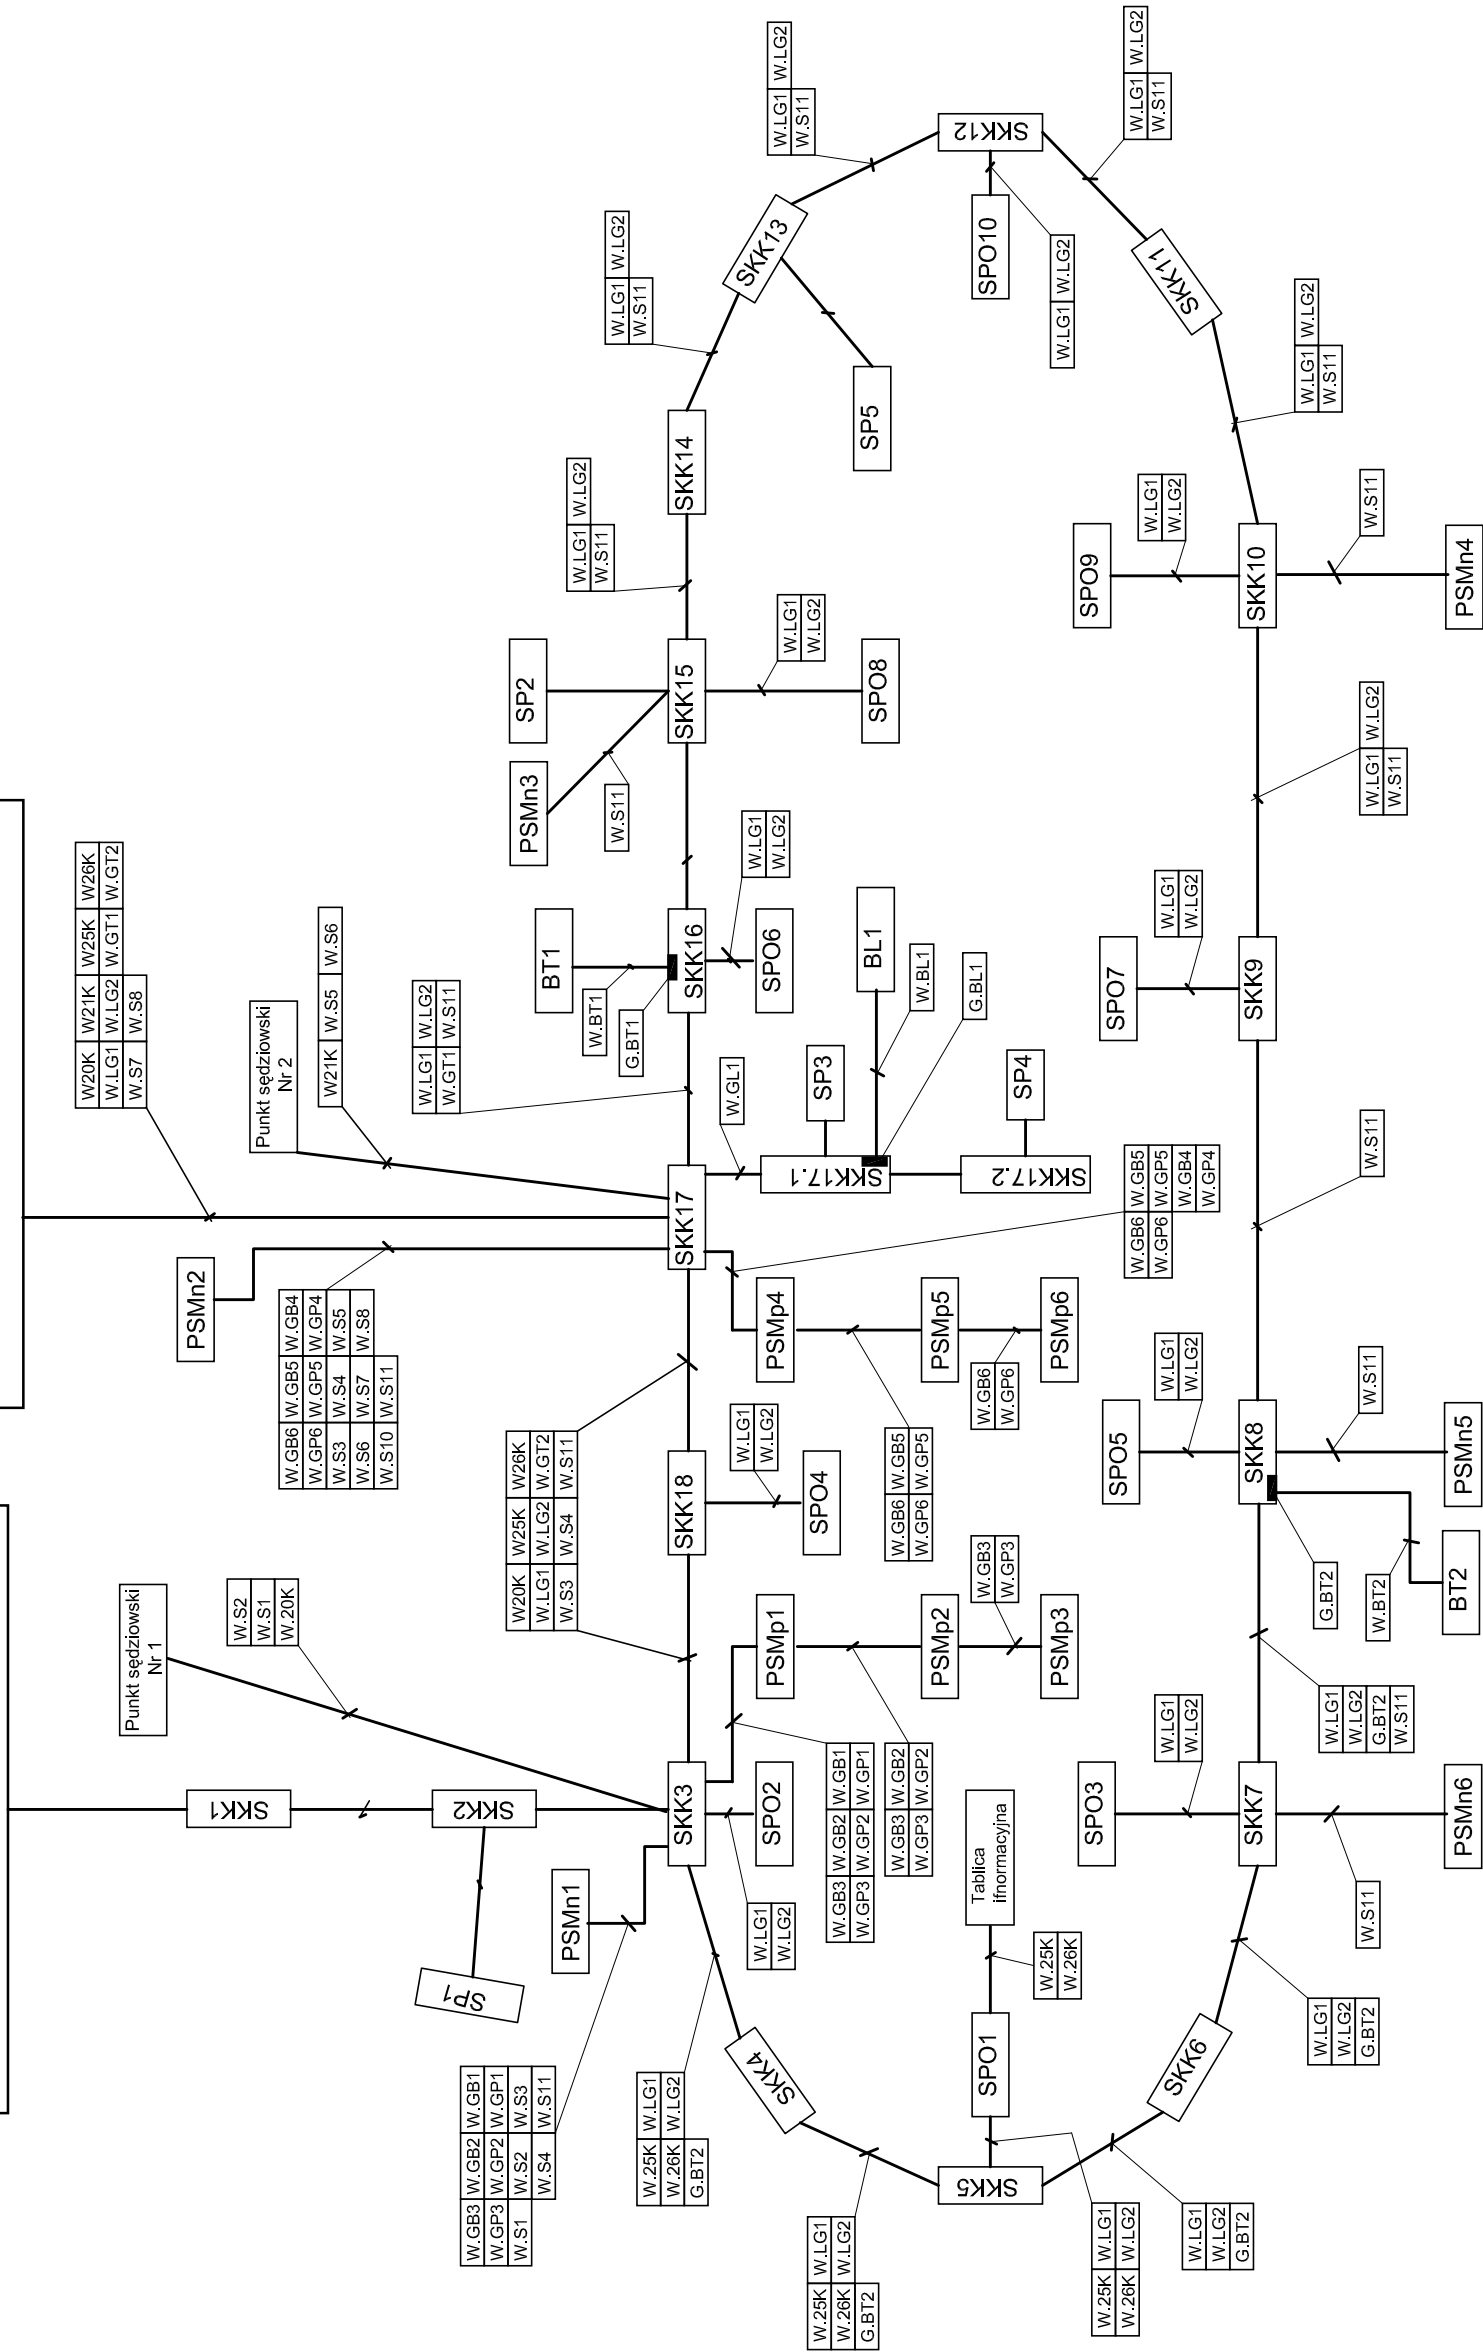 W20K W21K W25K W26K
W.LG1 W.LG2 W.GT1 W.GT2
W.S7 W.S8
Punkt sędziowski
Nr 1
W.S2
W.S1
W.20K
Punkt sędziowski
Nr 2
W21K W.S5 W.S6
PSMn2
W.GB6 W.GB5 W.GB4
W.GP6 W.GP5 W.GP4
W.S3 W.S4 W.S5
W.S6 W.S7 W.S8
W.S10 W.S11
SKK1
SKK2
SP1
PSMn1
W.GB3 W.GB2 W.GB1
W.GP3 W.GP2 W.GP1
W.S1 W.S2 W.S3
W.S4 W.S11
W20K W25K W26K
W.LG1 W.LG2 W.GT2
W.S3 W.S4 W.S11
W.LG1 W.LG2
W.GT1 W.S11
BT1
W.BT1
G.BT1
PSMn3
W.S11
SP2
W.LG1 W.LG2
W.S11
W.LG1 W.LG2
W.S11
W.LG1 W.LG2
W.S11
SKK3
SKK18
SKK17
SKK16
SKK15
SKK14
SKK13
SKK4
W.25K W.LG1
W.26K W.LG2
G.BT2
W.LG1
W.LG2
SPO2
PSMp1
W.GB3 W.GB2 W.GB1
W.GP3 W.GP2 W.GP1
W.GB3 W.GB2
W.GP3 W.GP2
PSMp2
W.GB3
W.GP3
PSMp3
W.LG1
W.LG2
SPO4
PSMp4
W.GB6 W.GB5
W.GP6 W.GP5
PSMp5
W.GB6
W.GP6
PSMp6
W.GB6 W.GB5
W.GP6 W.GP5
W.GB4
W.GP4
W.GL1
SKK17.1
SP3
BL1
W.BL1
G.BL1
SKK17.2
SP4
W.LG1
W.LG2
SPO6
W.LG1
W.LG2
SPO8
SP5
W.25K W.LG1
W.26K W.LG2
G.BT2
SKK5
SPO1
Tablica
ifnormacyjna
W.25K
W.26K
W.25K W.LG1
W.26K W.LG2
SKK12
SPO10
W.LG1 W.LG2
W.LG1 W.LG2
W.S11
SKK11
W.LG1
W.LG2
G.BT2
SKK6
SPO3
W.LG1
W.LG2
SPO5
W.LG1
W.LG2
SPO7
W.LG1
W.LG2
SPO9
W.LG1
W.LG2
SKK7
SKK8
SKK9
SKK10
W.LG1
W.LG2
G.BT2
W.S11
W.LG1
W.LG2
G.BT2
W.S11
G.BT2
W.BT2
W.S11
W.S11
W.LG1 W.LG2
W.S11
W.LG1 W.LG2
W.S11
W.S11
PSMn6
BT2
PSMn5
PSMn4